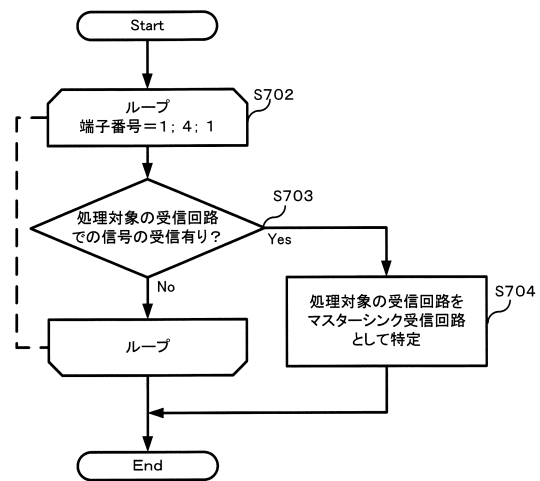 Start
S702
ループ
端子番号＝1；4；1
S703
処理対象の受信回路
での信号の受信有り？
Yes
No
S704
処理対象の受信回路を
マスターシンク受信回路
として特定
ループ
End